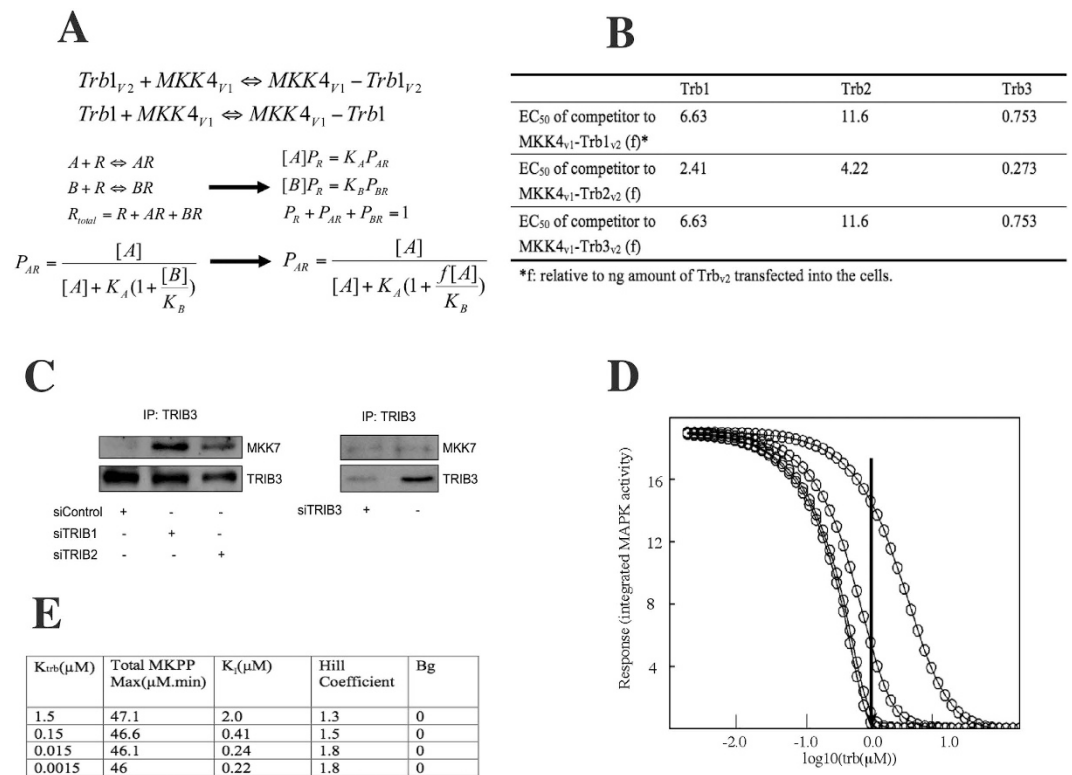 A
Trb1V2 + MKK4V1 ⇔ MKK4V1 − Trb1V2
Trb1 + MKK4V1 ⇔ MKK4V1 − Trb1
A + R ⇔ AR
B + R ⇔ BR
Rtotal = R + AR + BR
[A]PR = KAPAR
[B]PR = KBPBR
PR + PAR + PBR = 1
PAR = [A] / ([A] + KA(1 + [B]/KB))
PAR = [A] / ([A] + KA(1 + f[A]/KB))
B
Trb1 Trb2 Trb3
EC50 of competitor to 6.63 11.6 0.753
MKK4v1-Trb1v2 (f)*
EC50 of competitor to 2.41 4.22 0.273
MKK4v1-Trb2v2 (f)
EC50 of competitor to 6.63 11.6 0.753
MKK4v1-Trb3v2 (f)
*f: relative to ng amount of Trbv2 transfected into the cells.
C
IP: TRIB3
MKK7
TRIB3
siControl + - -
siTRIB1 - + -
siTRIB2 - - +
IP: TRIB3
MKK7
TRIB3
siTRIB3 + -
D
Response (integrated MAPK activity)
16
12
8
4
-2.0 -1.0 0.0 1.0
log10(trb(µM))
E
Ktrb(µM) Total MKPP Kt(µM) Hill Bg
Max(µM.min) Coefficient
1.5 47.1 2.0 1.3 0
0.15 46.6 0.41 1.5 0
0.015 46.1 0.24 1.8 0
0.0015 46 0.22 1.8 0